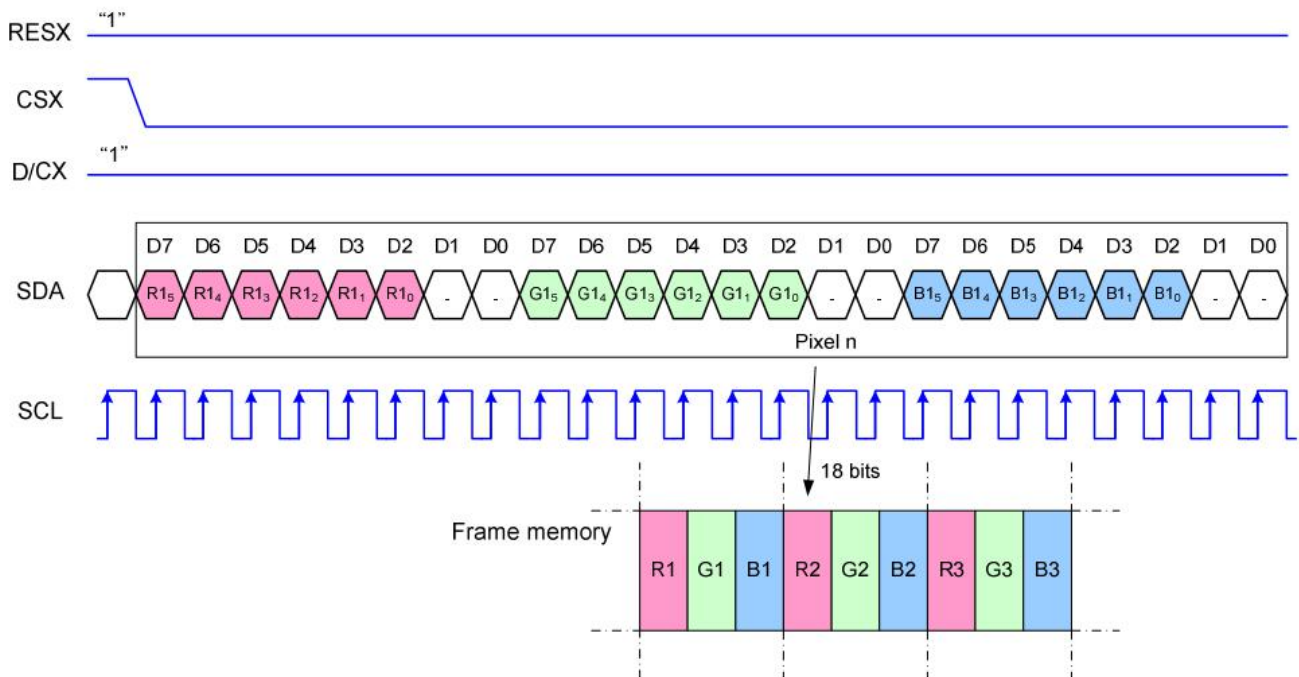 RESX “1”
CSX
D/CX “1”
D7 D6 D5 D4 D3 D2 D1 D0 D7 D6 D5 D4 D3 D2 D1 D0 D7 D6 D5 D4 D3 D2 D1 D0
SDA R1₅ R1₄ R1₃ R1₂ R1₁ R1₀ - - G1₅ G1₄ G1₃ G1₂ G1₁ G1₀ - - B1₅ B1₄ B1₃ B1₂ B1₁ B1₀ - -
Pixel n
SCL
18 bits
Frame memory
R1 G1 B1 R2 G2 B2 R3 G3 B3